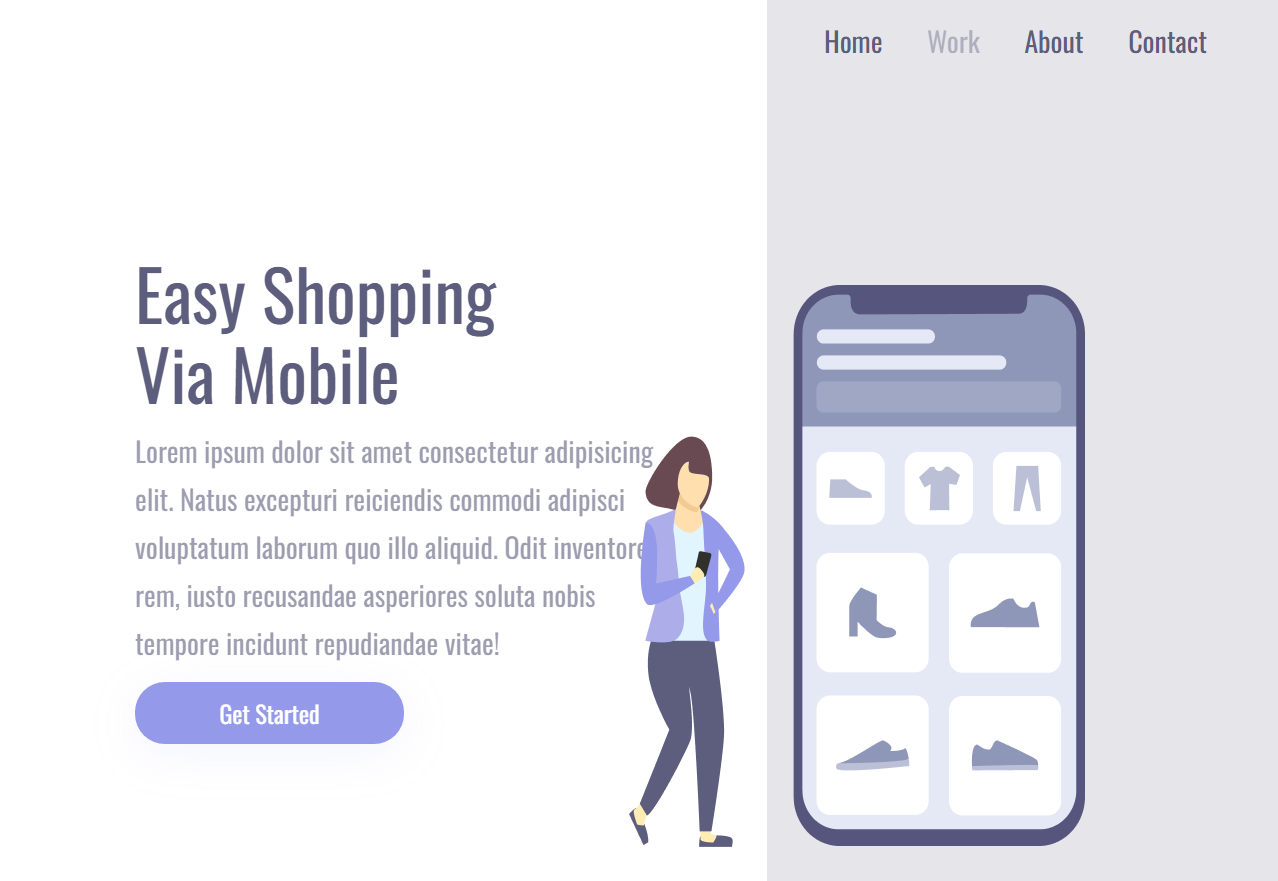 Home Work About Contact
Easy Shopping
Via Mobile
Lorem ipsum dolor sit amet consectetur adipisicing
elit. Natus excepturi reiciendis commodi adipisci
voluptatum laborum quo illo aliquid. Odit inventore
rem, iusto recusandae asperiores soluta nobis
tempore incidunt repudiandae vitae!
Get Started